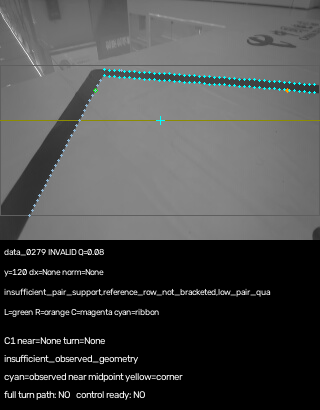 data_0279 INVALID Q=0.08
y=120 dx=None norm=None
insufficient_pair_support,reference_row_not_bracketed,low_pair_qua
L=green R=orange C=magenta cyan=ribbon
C1 near=None turn=None
insufficient_observed_geometry
cyan=observed near midpoint yellow=corner
full turn path: NO control ready: NO